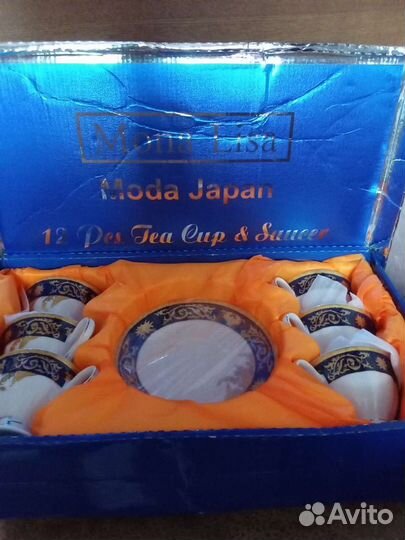 Mona Lisa
Moda Japan
12 Pcs Tea Cup & Saucer
Avito